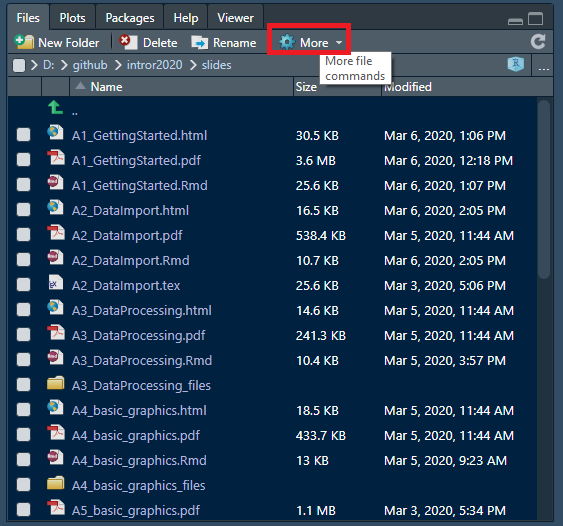 Files Plots Packages Help Viewer
New Folder Delete Rename More
D: github intror2020 slides R ...
More file
commands
Name Size Modified
..
A1_GettingStarted.html 30.5 KB Mar 6, 2020, 1:06 PM
A1_GettingStarted.pdf 3.6 MB Mar 6, 2020, 12:18 PM
A1_GettingStarted.Rmd 25.6 KB Mar 6, 2020, 1:07 PM
A2_DataImport.html 16.5 KB Mar 6, 2020, 2:05 PM
A2_DataImport.pdf 538.4 KB Mar 5, 2020, 11:44 AM
A2_DataImport.Rmd 10.7 KB Mar 6, 2020, 2:05 PM
A2_DataImport.tex 25.6 KB Mar 3, 2020, 5:06 PM
A3_DataProcessing.html 14.6 KB Mar 5, 2020, 11:44 AM
A3_DataProcessing.pdf 241.3 KB Mar 5, 2020, 11:44 AM
A3_DataProcessing.Rmd 10.4 KB Mar 5, 2020, 3:57 PM
A3_DataProcessing_files
A4_basic_graphics.html 18.5 KB Mar 5, 2020, 11:44 AM
A4_basic_graphics.pdf 433.7 KB Mar 5, 2020, 11:44 AM
A4_basic_graphics.Rmd 13 KB Mar 5, 2020, 9:23 AM
A4_basic_graphics_files
A5_basic_graphics.pdf 1.1 MB Mar 3, 2020, 5:34 PM